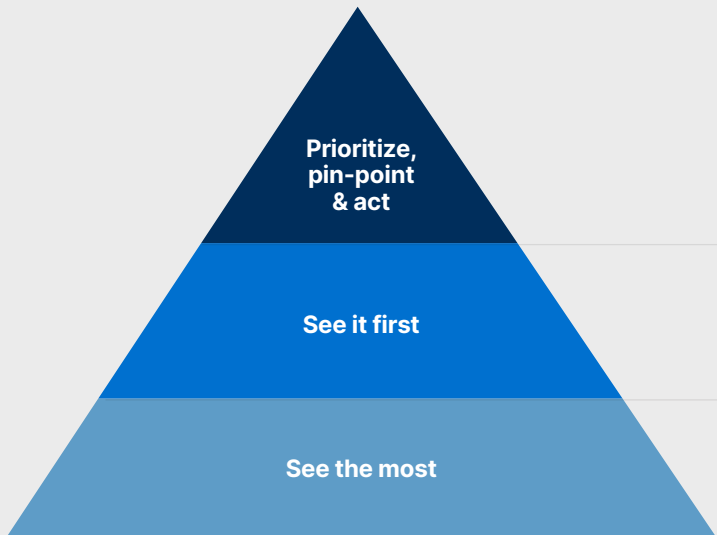 Prioritize,
pin-point
& act
See it first
See the most